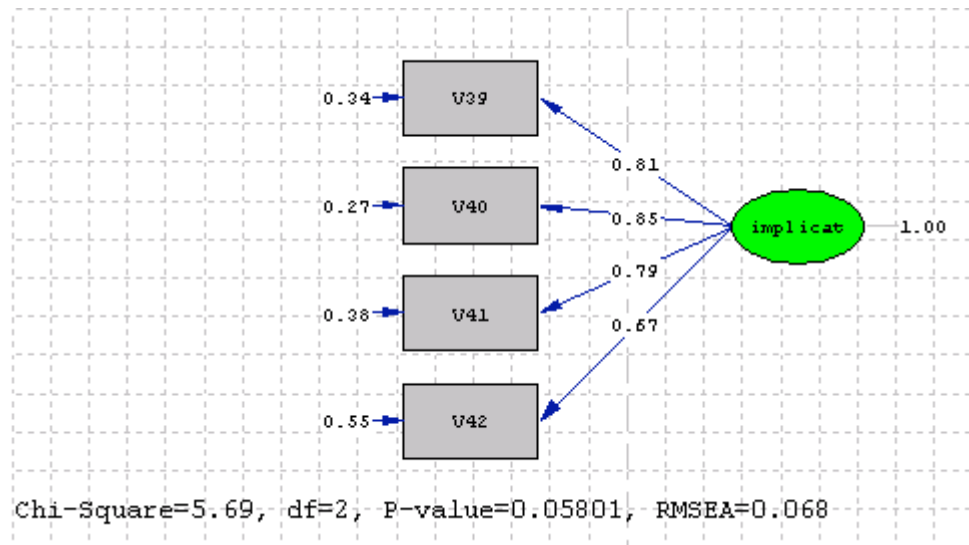 0.34
V39
0.81
0.27
V40
0.85
implicat
1.00
0.79
0.38
V41
0.67
0.55
V42
Chi-Square=5.69, df=2, P-value=0.05801, RMSEA=0.068